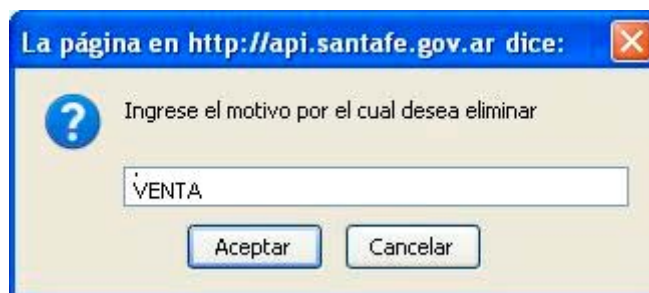 La página en http://api.santafe.gov.ar dice:
Ingrese el motivo por el cual desea eliminar
VENTA
Aceptar Cancelar